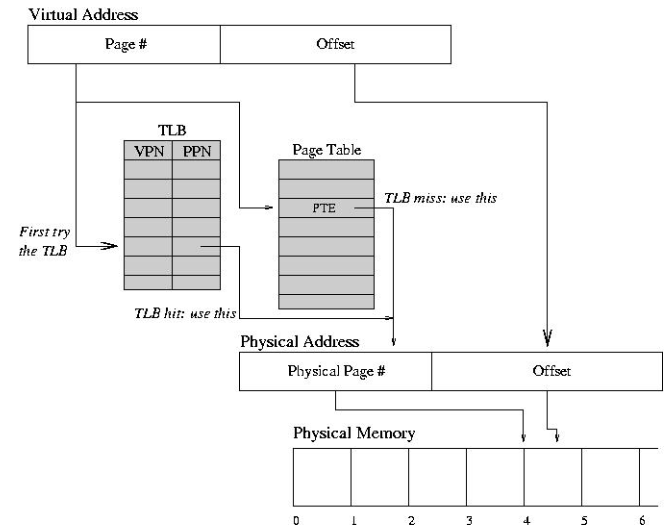 Virtual Address
Page #
Offset
TLB
VPN PPN
Page Table
PTE
TLB miss: use this
First try
the TLB
TLB hit: use this
Physical Address
Physical Page #
Offset
Physical Memory
0 1 2 3 4 5 6